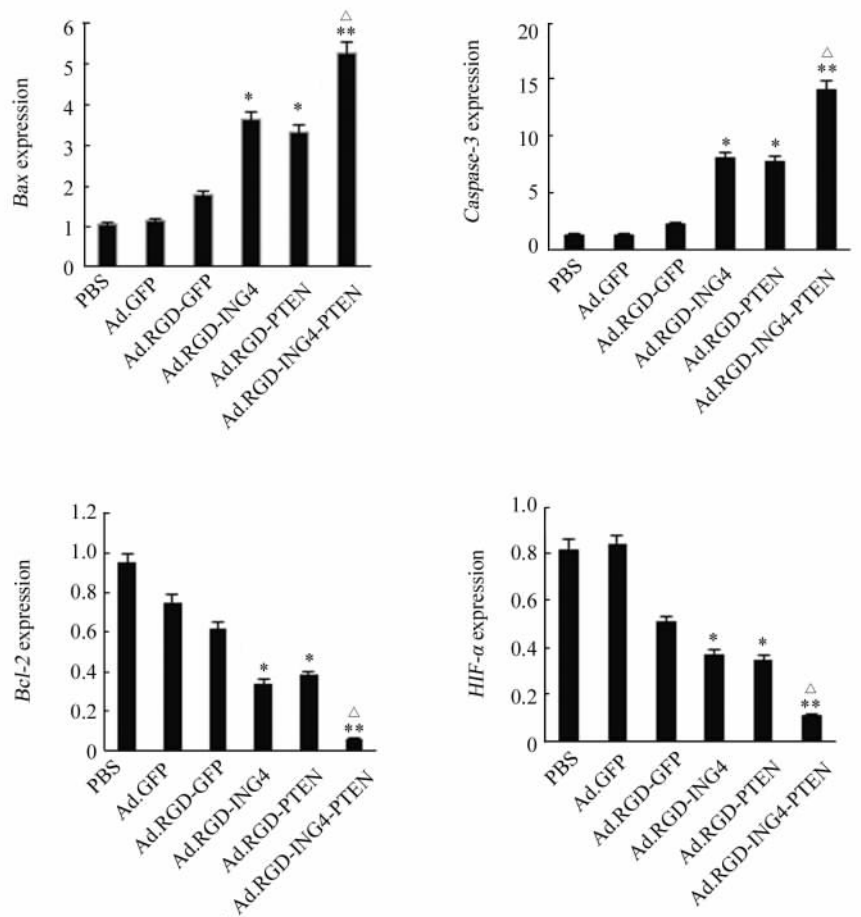 Bax expression
6
5
4
3
2
1
0
*
*
△
**
PBS
Ad.GFP
Ad.RGD-GFP
Ad.RGD-ING4
Ad.RGD-PTEN
Ad.RGD-ING4-PTEN
Caspase-3 expression
20
15
10
5
0
*
*
△
**
PBS
Ad.GFP
Ad.RGD-GFP
Ad.RGD-ING4
Ad.RGD-PTEN
Ad.RGD-ING4-PTEN
Bcl-2 expression
1.2
1.0
0.8
0.6
0.4
0.2
0
*
*
△
**
PBS
Ad.GFP
Ad.RGD-GFP
Ad.RGD-ING4
Ad.RGD-PTEN
Ad.RGD-ING4-PTEN
HIF-α expression
1.0
0.8
0.6
0.4
0.2
0
*
*
△
**
PBS
Ad.GFP
Ad.RGD-GFP
Ad.RGD-ING4
Ad.RGD-PTEN
Ad.RGD-ING4-PTEN